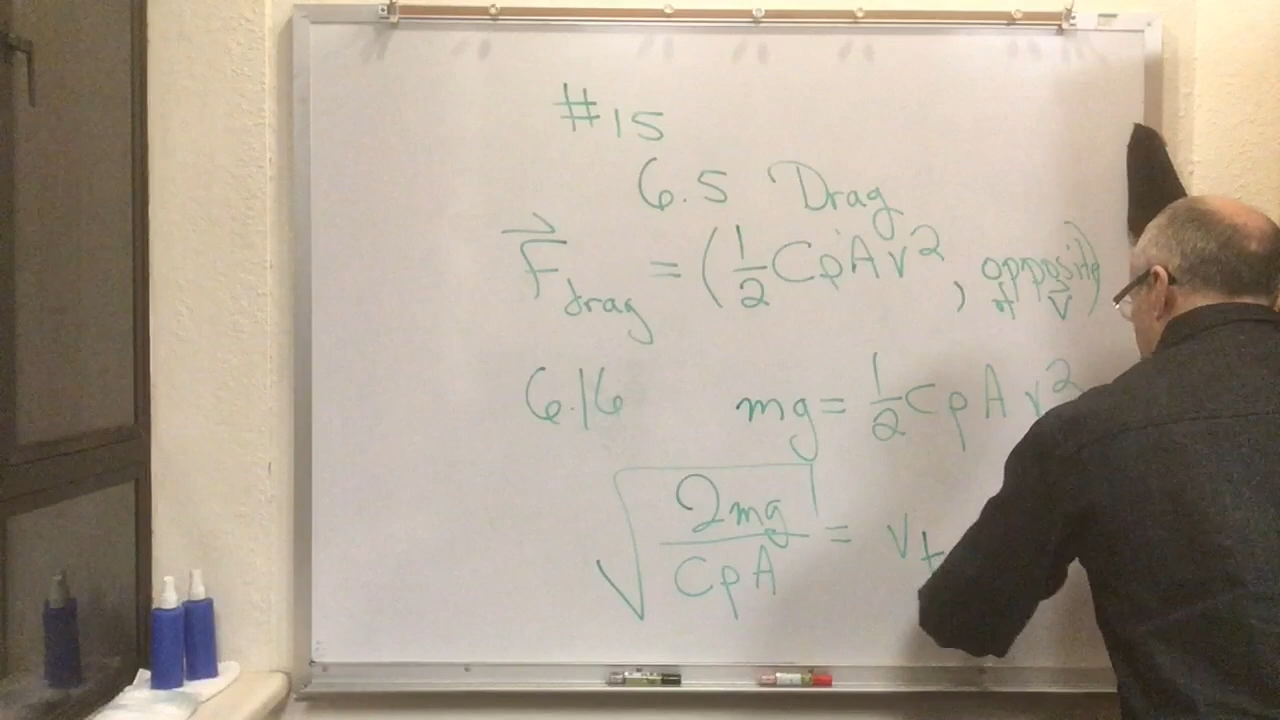 #15
6.5 Drag
F⃗drag = (½CρAv², opposite of v⃗)
6.16 mg = ½CρAv²
√(2mg/CρA) = vt